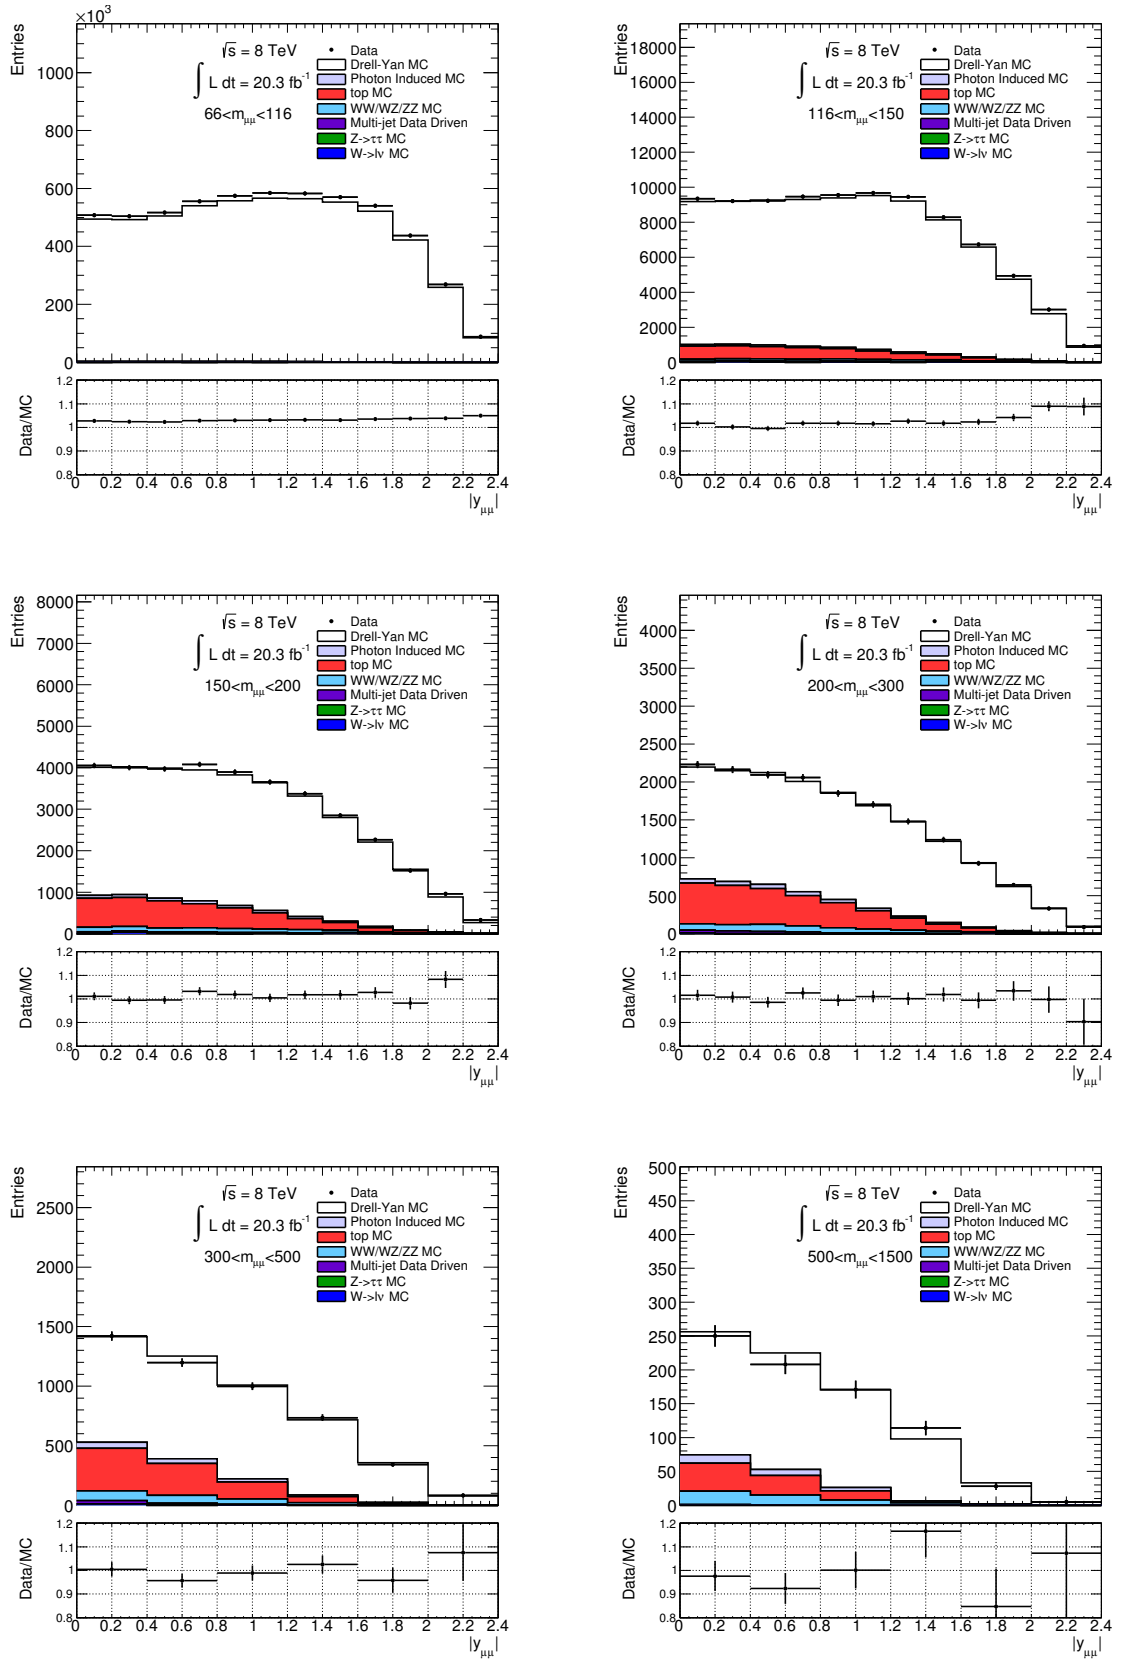 ×10³
Entries
1000
800
600
400
200
0
√s = 8 TeV
∫ L dt = 20.3 fb⁻¹
66<m_μμ<116
Data
Drell-Yan MC
Photon Induced MC
top MC
WW/WZ/ZZ MC
Multi-jet Data Driven
Z->ττ MC
W->lν MC
Data/MC
1.2
1.1
1
0.9
0.8
0 0.2 0.4 0.6 0.8 1 1.2 1.4 1.6 1.8 2 2.2 2.4
|y_μμ|
Entries
18000
16000
14000
12000
10000
8000
6000
4000
2000
0
√s = 8 TeV
∫ L dt = 20.3 fb⁻¹
116<m_μμ<150
Data
Drell-Yan MC
Photon Induced MC
top MC
WW/WZ/ZZ MC
Multi-jet Data Driven
Z->ττ MC
W->lν MC
Data/MC
1.2
1.1
1
0.9
0.8
0 0.2 0.4 0.6 0.8 1 1.2 1.4 1.6 1.8 2 2.2 2.4
|y_μμ|
Entries
8000
7000
6000
5000
4000
3000
2000
1000
0
√s = 8 TeV
∫ L dt = 20.3 fb⁻¹
150<m_μμ<200
Data
Drell-Yan MC
Photon Induced MC
top MC
WW/WZ/ZZ MC
Multi-jet Data Driven
Z->ττ MC
W->lν MC
Data/MC
1.2
1.1
1
0.9
0.8
0 0.2 0.4 0.6 0.8 1 1.2 1.4 1.6 1.8 2 2.2 2.4
|y_μμ|
Entries
4000
3500
3000
2500
2000
1500
1000
500
0
√s = 8 TeV
∫ L dt = 20.3 fb⁻¹
200<m_μμ<300
Data
Drell-Yan MC
Photon Induced MC
top MC
WW/WZ/ZZ MC
Multi-jet Data Driven
Z->ττ MC
W->lν MC
Data/MC
1.2
1.1
1
0.9
0.8
0 0.2 0.4 0.6 0.8 1 1.2 1.4 1.6 1.8 2 2.2 2.4
|y_μμ|
Entries
2500
2000
1500
1000
500
0
√s = 8 TeV
∫ L dt = 20.3 fb⁻¹
300<m_μμ<500
Data
Drell-Yan MC
Photon Induced MC
top MC
WW/WZ/ZZ MC
Multi-jet Data Driven
Z->ττ MC
W->lν MC
Data/MC
1.2
1.1
1
0.9
0.8
0 0.2 0.4 0.6 0.8 1 1.2 1.4 1.6 1.8 2 2.2 2.4
|y_μμ|
Entries
500
450
400
350
300
250
200
150
100
50
0
√s = 8 TeV
∫ L dt = 20.3 fb⁻¹
500<m_μμ<1500
Data
Drell-Yan MC
Photon Induced MC
top MC
WW/WZ/ZZ MC
Multi-jet Data Driven
Z->ττ MC
W->lν MC
Data/MC
1.2
1.1
1
0.9
0.8
0 0.2 0.4 0.6 0.8 1 1.2 1.4 1.6 1.8 2 2.2 2.4
|y_μμ|